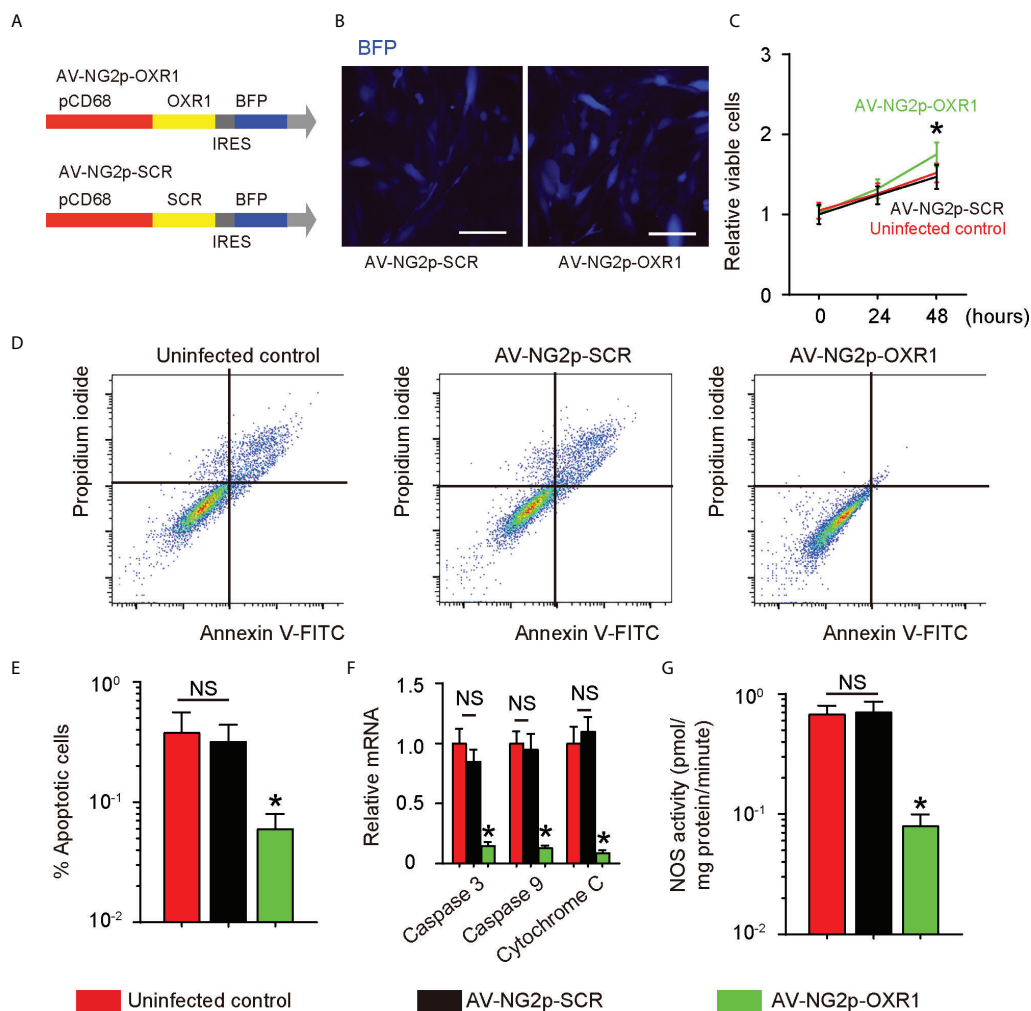 A
AV-NG2p-OXR1
pCD68 OXR1 BFP
IRES
AV-NG2p-SCR
pCD68 SCR BFP
IRES
B
BFP
AV-NG2p-SCR AV-NG2p-OXR1
C
Relative viable cells
3
2
1
0
AV-NG2p-OXR1
*
AV-NG2p-SCR
Uninfected control
0 24 48 (hours)
D
Uninfected control
Propidium iodide
Annexin V-FITC
AV-NG2p-SCR
Propidium iodide
Annexin V-FITC
AV-NG2p-OXR1
Propidium iodide
Annexin V-FITC
E
% Apoptotic cells
10⁰
10⁻¹
10⁻²
NS
*
F
Relative mRNA
1.5
1.0
0.5
0
NS NS NS
* * *
Caspase 3
Caspase 9
Cytochrome C
G
NOS activity (pmol/
mg protein/minute)
10⁰
10⁻¹
10⁻²
NS
*
Uninfected control AV-NG2p-SCR AV-NG2p-OXR1